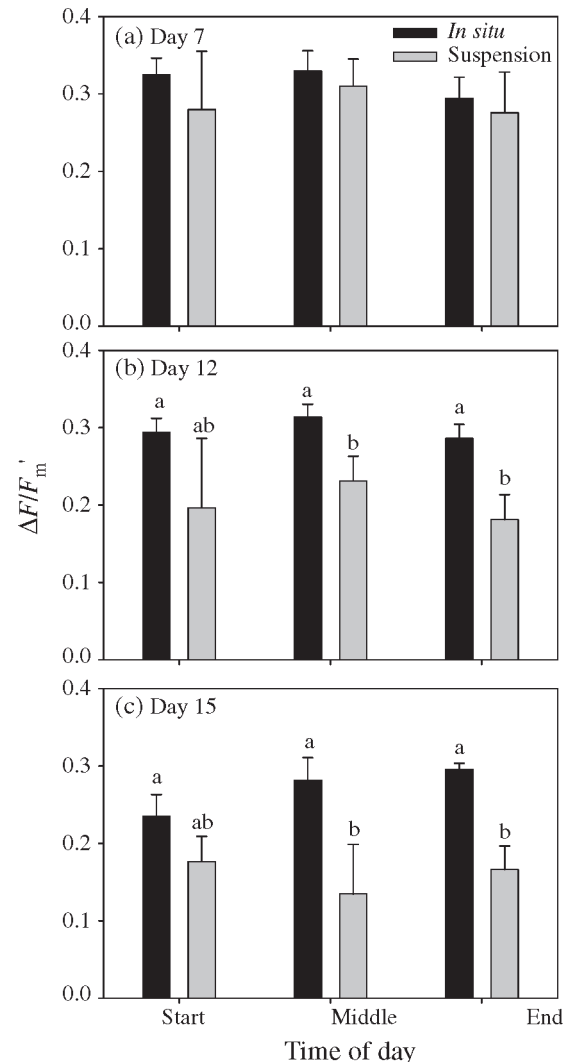 (a) Day 7
In situ
Suspension
0.4
0.3
0.2
0.1
0.0
(b) Day 12
0.4
0.3
0.2
0.1
0.0
a
ab
a
b
a
b
ΔF/Fm'
(c) Day 15
0.4
0.3
0.2
0.1
0.0
a
ab
a
b
a
b
Start Middle End
Time of day